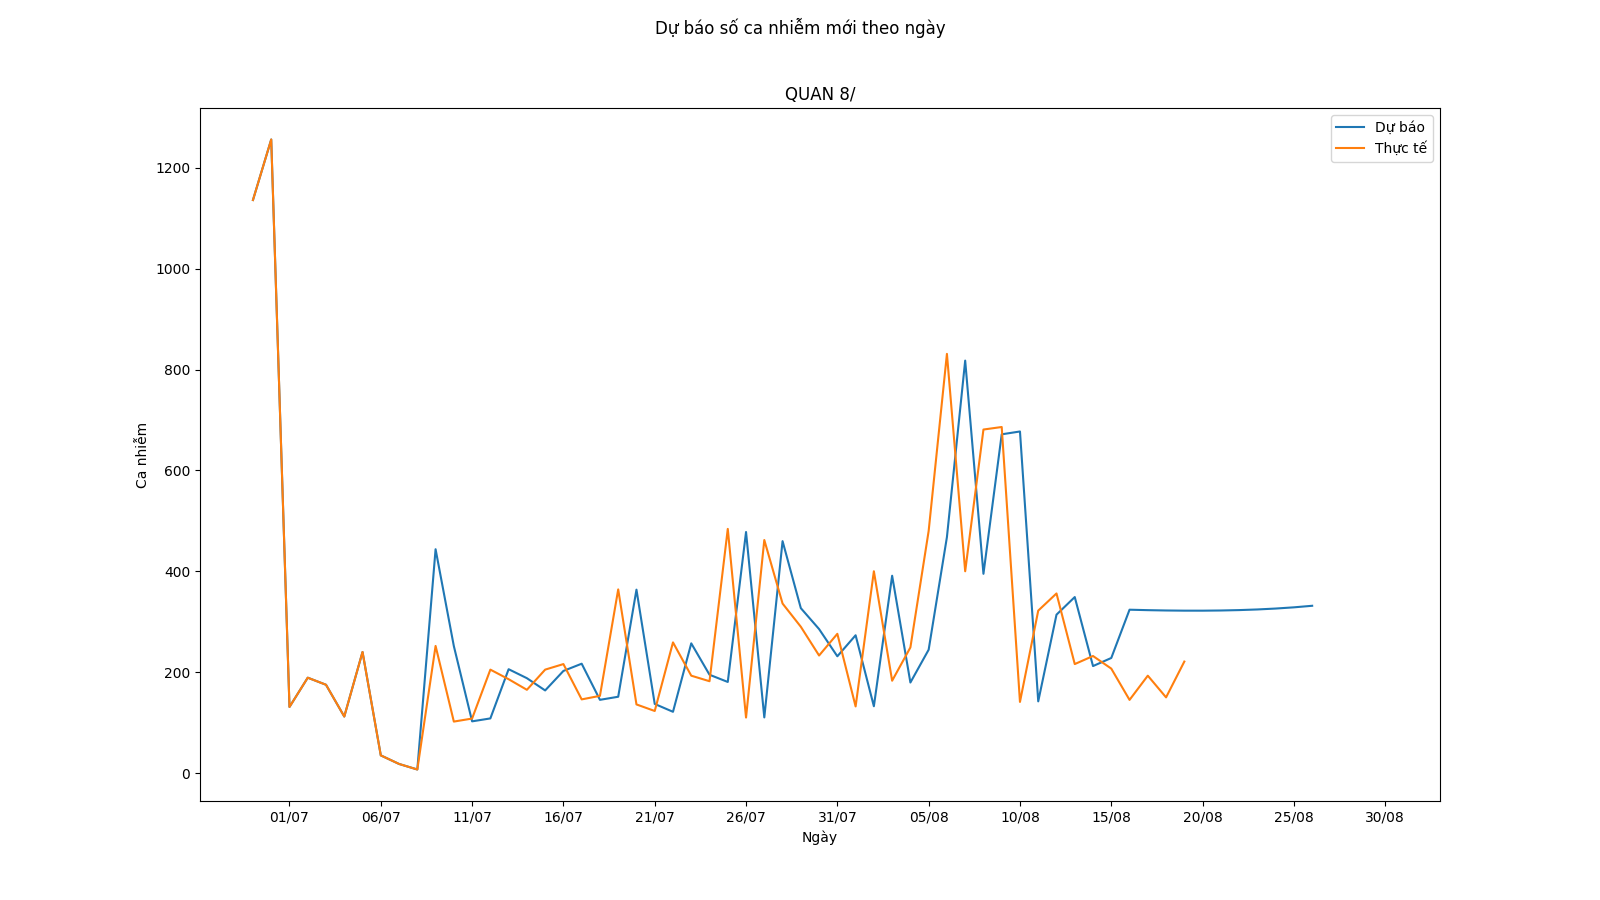 Dự báo số ca nhiễm mới theo ngày
QUAN 8/
Dự báo
Thực tế
1200
1000
800
600
400
200
0
Ca nhiễm
01/07 06/07 11/07 16/07 21/07 26/07 31/07 05/08 10/08 15/08 20/08 25/08 30/08
Ngày